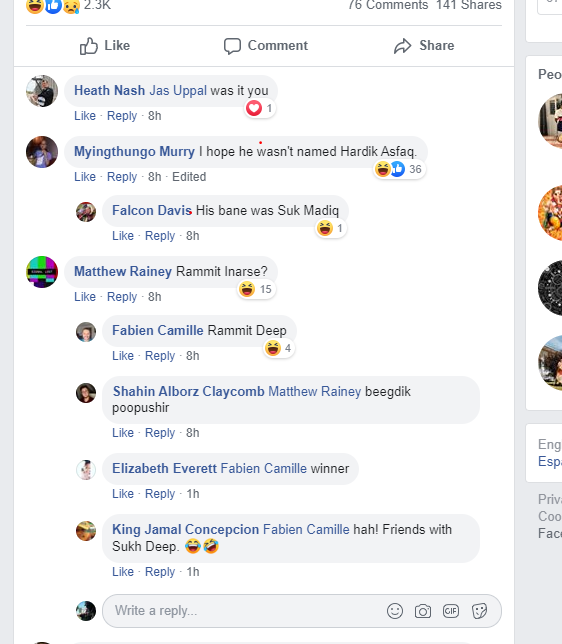 2.3K
76 Comments 141 Shares
Like
Comment
Share
Heath Nash Jas Uppal was it you
1
Like · Reply · 8h
Myingthungo Murry I hope he wasn't named Hardik Asfaq.
36
Like · Reply · 8h · Edited
Falcon Davis His bane was Suk Madiq
1
Like · Reply · 8h
Matthew Rainey Rammit Inarse?
15
Like · Reply · 8h
Fabien Camille Rammit Deep
4
Like · Reply · 8h
Shahin Alborz Claycomb Matthew Rainey beegdik
poopushir
Like · Reply · 8h
Elizabeth Everett Fabien Camille winner
Like · Reply · 1h
King Jamal Concepcion Fabien Camille hah! Friends with
Sukh Deep. 😂🤣
Like · Reply · 1h
Write a reply...
GIF
Peo
Eng
Espa
Priva
Coo
Face